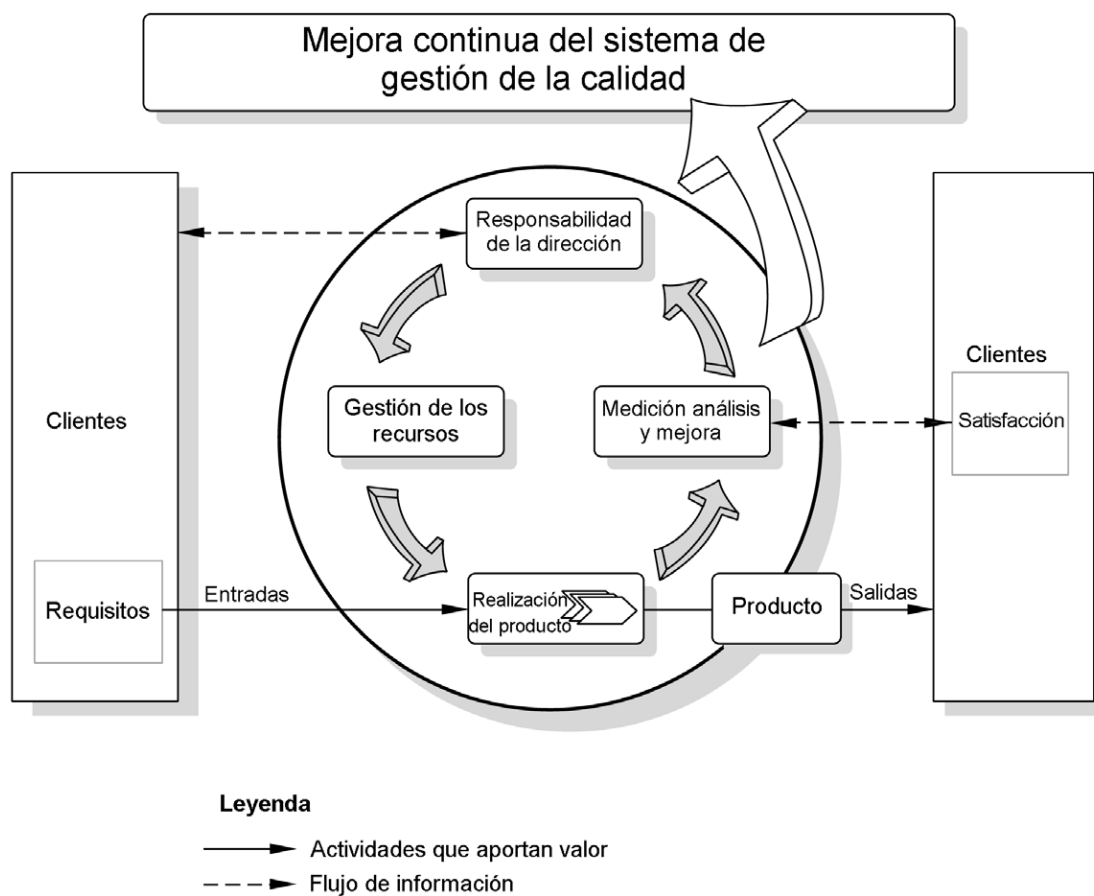 Mejora continua del sistema de
gestión de la calidad
Responsabilidad
de la dirección
Clientes
Gestión de los
recursos
Medición análisis
y mejora
Clientes
Satisfacción
Requisitos
Entradas
Realización
del producto
Producto
Salidas
Leyenda
Actividades que aportan valor
Flujo de información